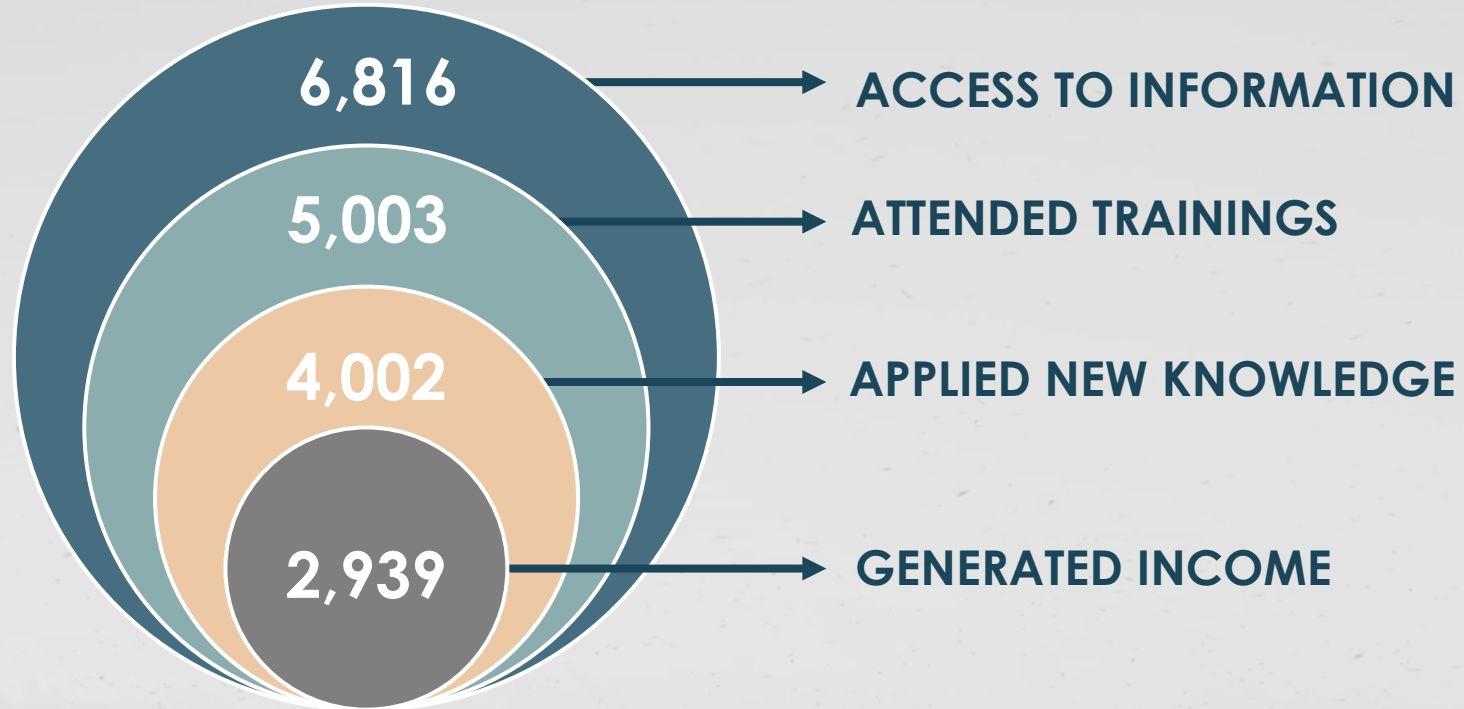 6,816
ACCESS TO INFORMATION
5,003
ATTENDED TRAININGS
4,002
APPLIED NEW KNOWLEDGE
2,939
GENERATED INCOME